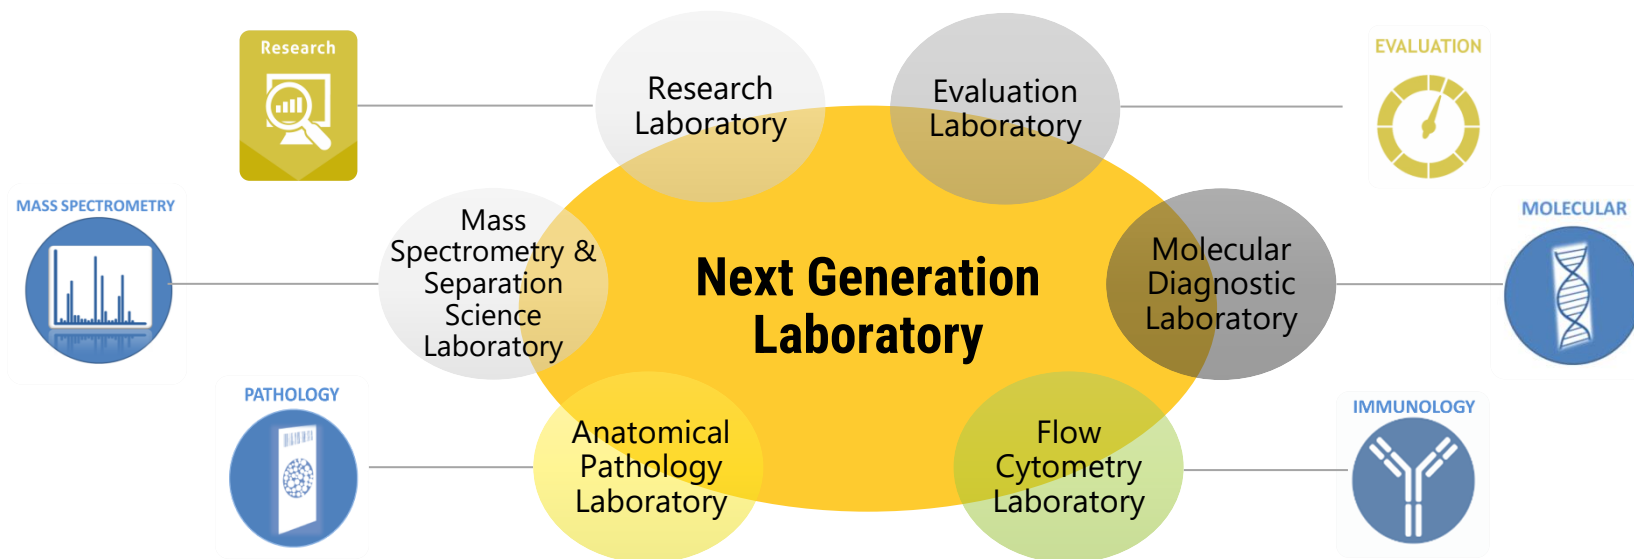 Research
Research
Laboratory
Evaluation
Laboratory
EVALUATION
MASS SPECTROMETRY
Mass
Spectrometry &
Separation
Science
Laboratory
Next Generation
Laboratory
Molecular
Diagnostic
Laboratory
MOLECULAR
PATHOLOGY
Anatomical
Pathology
Laboratory
Flow
Cytometry
Laboratory
IMMUNOLOGY